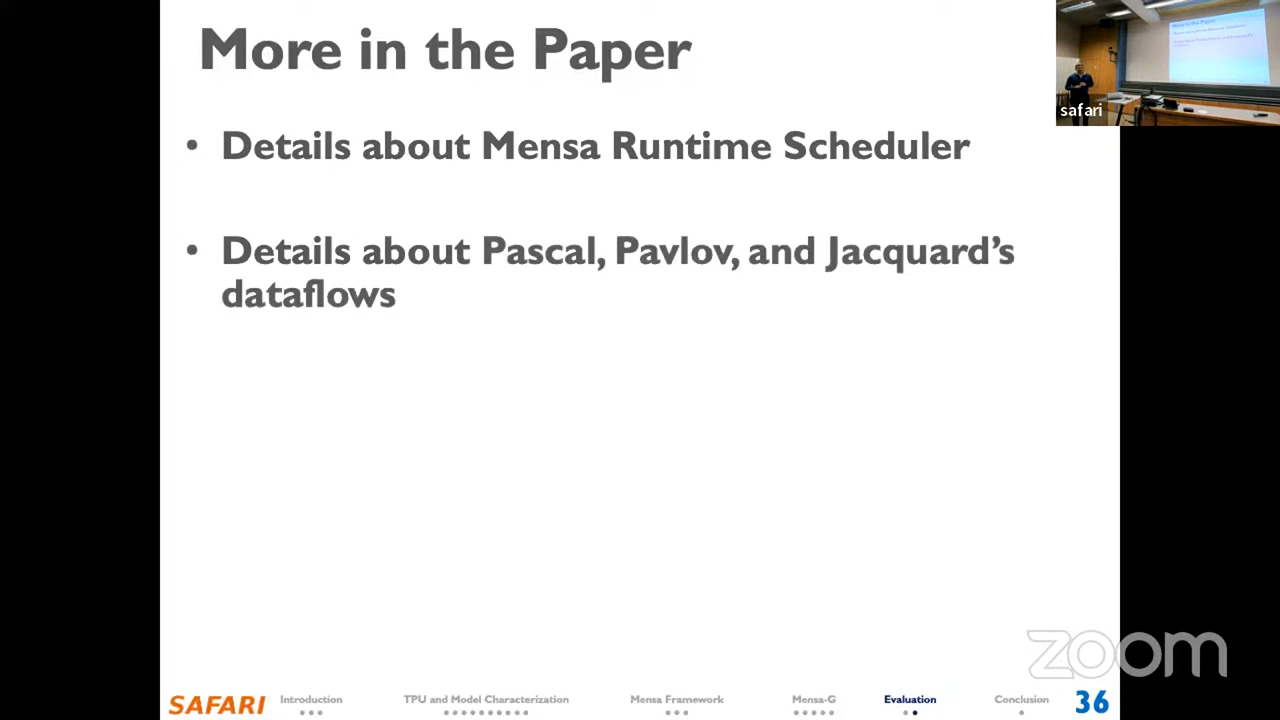 More in the Paper
safari
• Details about Mensa Runtime Scheduler
• Details about Pascal, Pavlov, and Jacquard's
dataflows
zoom
SAFARI Introduction TPU and Model Characterization Mensa Framework Mensa-G Evaluation Conclusion 36